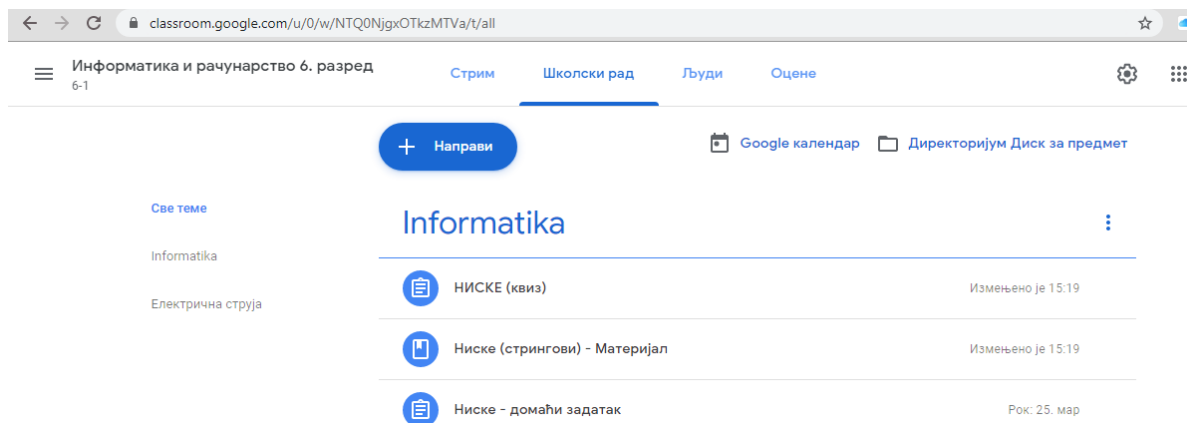 classroom.google.com/u/0/w/NTQ0NjgxOTkzMTVa/t/all
Информатика и рачунарство 6. разред
6-1
Стрим Школски рад Људи Оцене
Направи
Google календар Директоријум Диск за предмет
Све теме
Informatika
Електрична струја
Informatika
НИСКЕ (квиз) Измењено је 15:19
Ниске (стрингови) - Материјал Измењено је 15:19
Ниске - домаћи задатак Рок: 25. мар